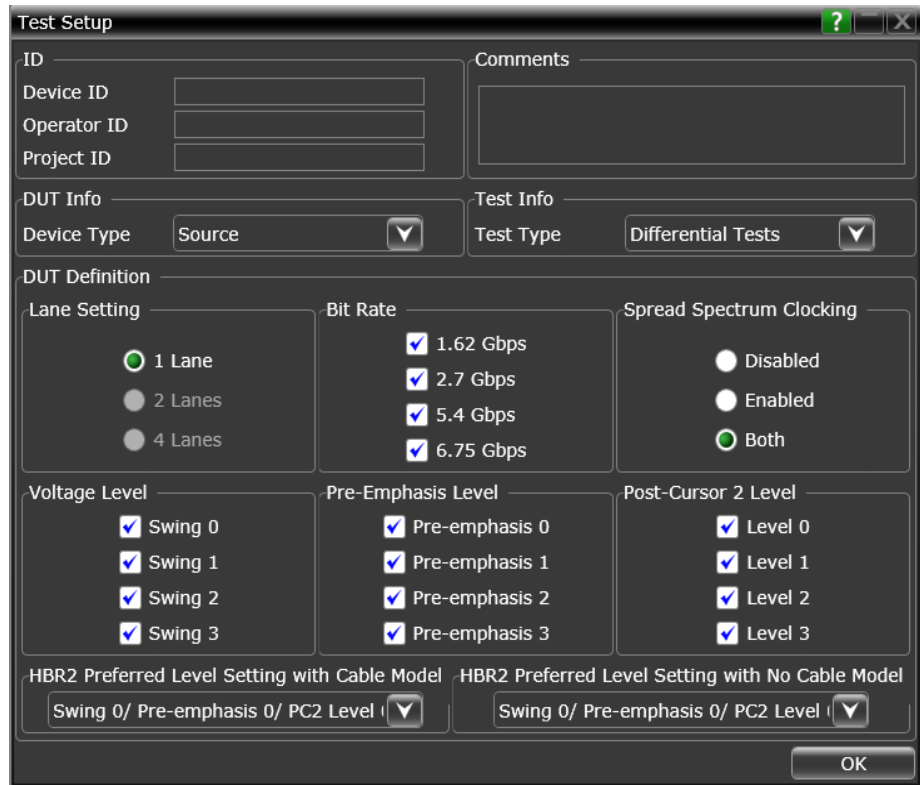 Test Setup
?
ID
Device ID
Operator ID
Project ID
Comments
DUT Info
Device Type
Source
Test Info
Test Type
Differential Tests
DUT Definition
Lane Setting
1 Lane
2 Lanes
4 Lanes
Bit Rate
1.62 Gbps
2.7 Gbps
5.4 Gbps
6.75 Gbps
Spread Spectrum Clocking
Disabled
Enabled
Both
Voltage Level
Swing 0
Swing 1
Swing 2
Swing 3
Pre-Emphasis Level
Pre-emphasis 0
Pre-emphasis 1
Pre-emphasis 2
Pre-emphasis 3
Post-Cursor 2 Level
Level 0
Level 1
Level 2
Level 3
HBR2 Preferred Level Setting with Cable Model
Swing 0/ Pre-emphasis 0/ PC2 Level
HBR2 Preferred Level Setting with No Cable Model
Swing 0/ Pre-emphasis 0/ PC2 Level
OK